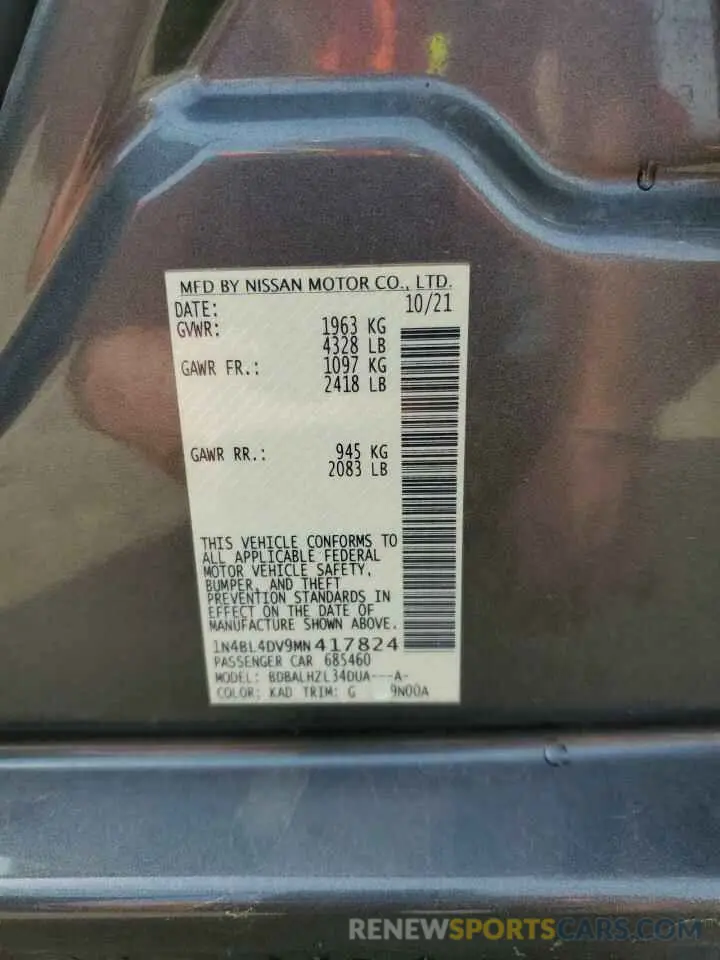 MFD BY NISSAN MOTOR CO., LTD.
DATE: 10/21
GVWR: 1963 KG
4328 LB
GAWR FR.: 1097 KG
2418 LB
GAWR RR.: 945 KG
2083 LB
THIS VEHICLE CONFORMS TO
ALL APPLICABLE FEDERAL
MOTOR VEHICLE SAFETY,
BUMPER, AND THEFT
PREVENTION STANDARDS IN
EFFECT ON THE DATE OF
MANUFACTURE SHOWN ABOVE.
1N4BL4DV9MN417824
PASSENGER CAR 685460
MODEL: BDBALHZL34DUA---A-
COLOR: KAD TRIM: G 9N00A
RENEWSPORTSCARS.COM